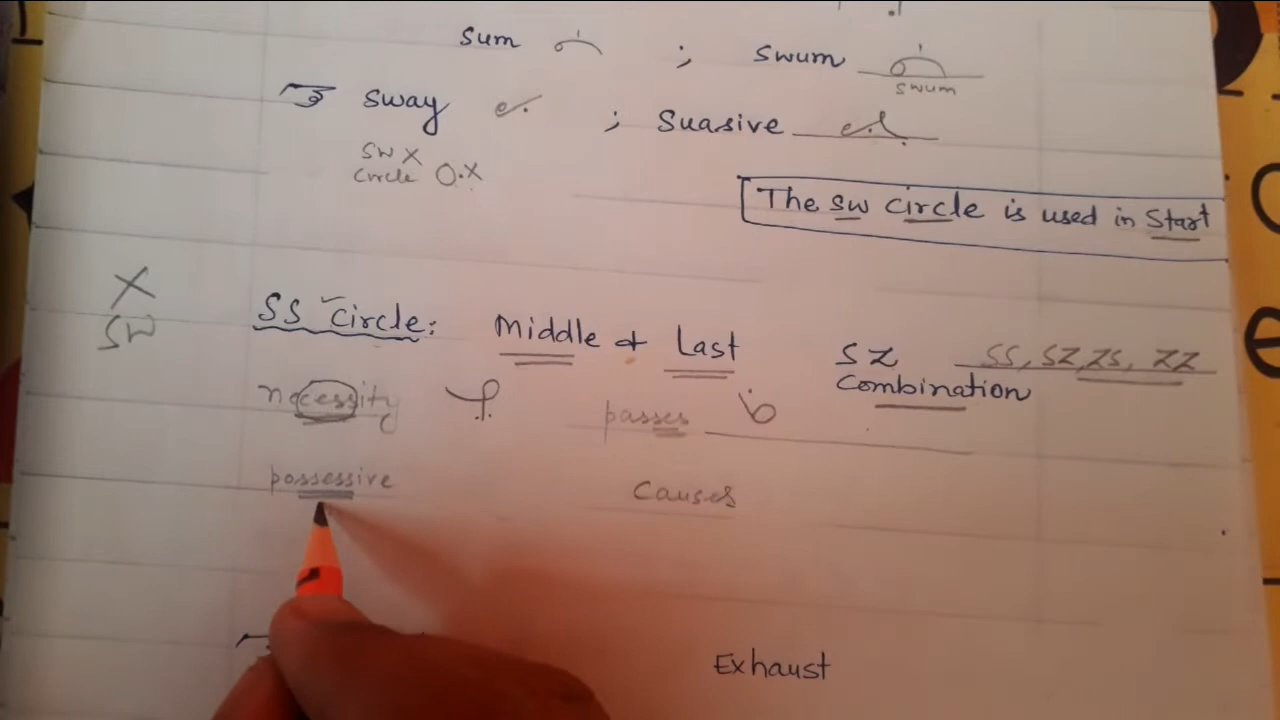 sum ; swum
swum
sway ; Suasive
SW X
Circle O.X
The sw circle is used in Start
X
SW
SS Circle: Middle & Last
SZ SS, SZ, ZS, ZZ
Combination
necessity passes
possessive Causes
Exhaust